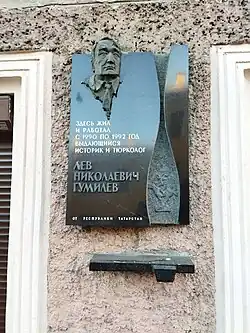 ЗДЕСЬ ЖИЛ
И РАБОТАЛ
С 1990 ПО 1992 ГОД
ВЫДАЮЩИЙСЯ
ИСТОРИК И ТЮРКОЛОГ
ЛЕВ
НИКОЛАЕВИЧ
ГУМИЛЕВ
ОТ РЕСПУБЛИКИ ТАТАРСТАН